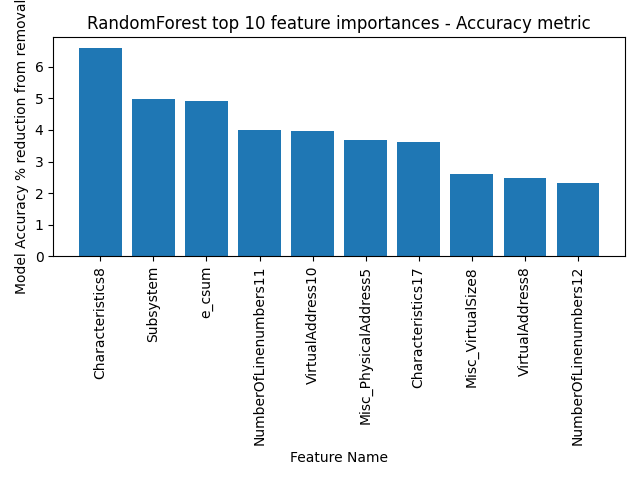 RandomForest top 10 feature importances - Accuracy metric
Model Accuracy % reduction from removal
6
5
4
3
2
1
0
Characteristics8
Subsystem
e_csum
NumberOfLinenumbers11
VirtualAddress10
Misc_PhysicalAddress5
Characteristics17
Misc_VirtualSize8
VirtualAddress8
NumberOfLinenumbers12
Feature Name